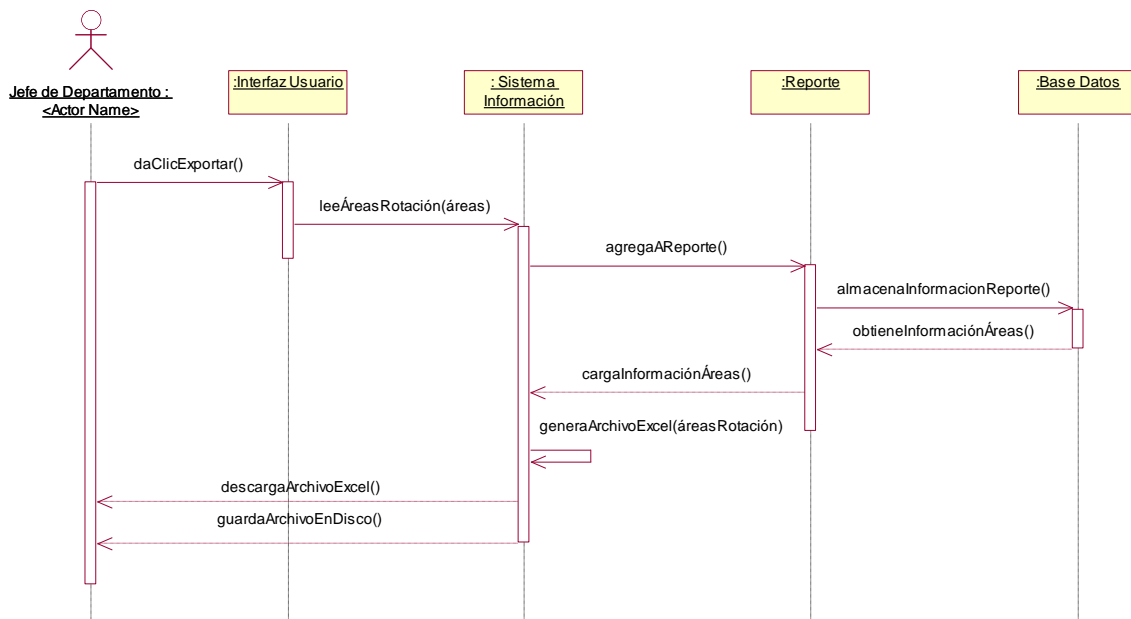 Jefe de Departamento :
<Actor Name>
:Interfaz Usuario
: Sistema
Información
:Reporte
:Base Datos
daClicExportar()
leeÁreasRotación(áreas)
agregaAReporte()
almacenaInformacionReporte()
obtieneInformaciónÁreas()
cargaInformaciónÁreas()
generaArchivoExcel(áreasRotación)
descargaArchivoExcel()
guardaArchivoEnDisco()